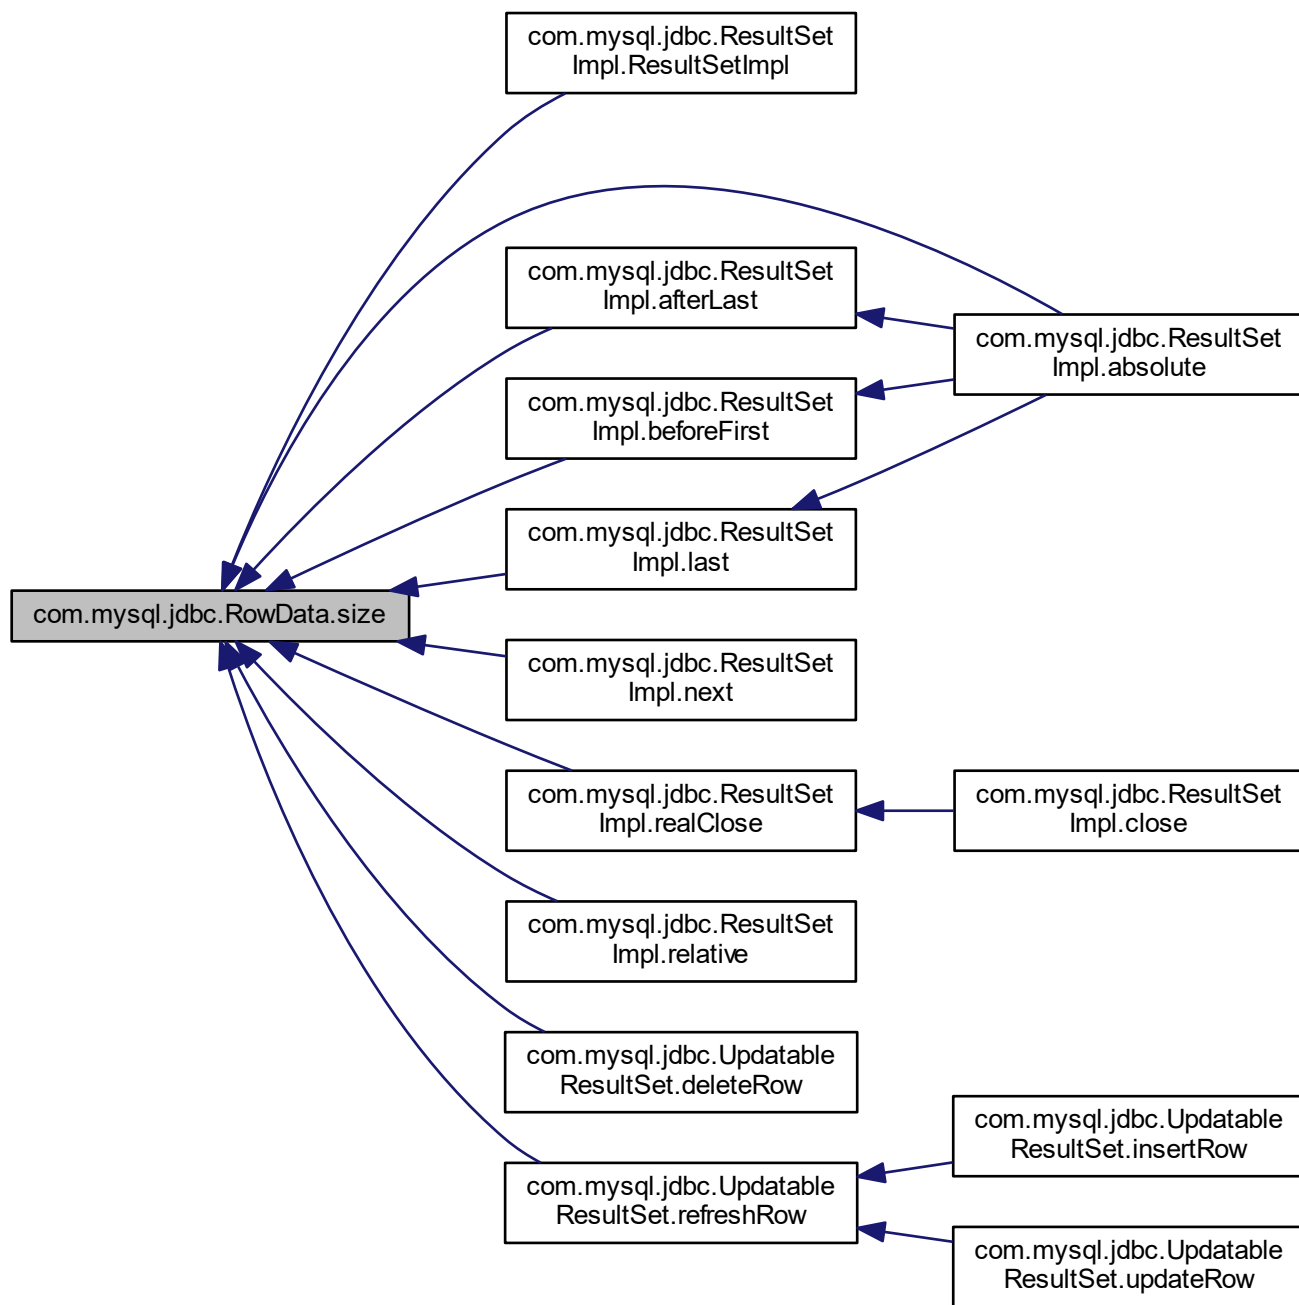 com.mysql.jdbc.ResultSet
Impl.ResultSetImpl
com.mysql.jdbc.ResultSet
Impl.afterLast
com.mysql.jdbc.ResultSet
Impl.absolute
com.mysql.jdbc.ResultSet
Impl.beforeFirst
com.mysql.jdbc.ResultSet
Impl.last
com.mysql.jdbc.RowData.size
com.mysql.jdbc.ResultSet
Impl.next
com.mysql.jdbc.ResultSet
Impl.realClose
com.mysql.jdbc.ResultSet
Impl.close
com.mysql.jdbc.ResultSet
Impl.relative
com.mysql.jdbc.Updatable
ResultSet.deleteRow
com.mysql.jdbc.Updatable
ResultSet.insertRow
com.mysql.jdbc.Updatable
ResultSet.refreshRow
com.mysql.jdbc.Updatable
ResultSet.updateRow